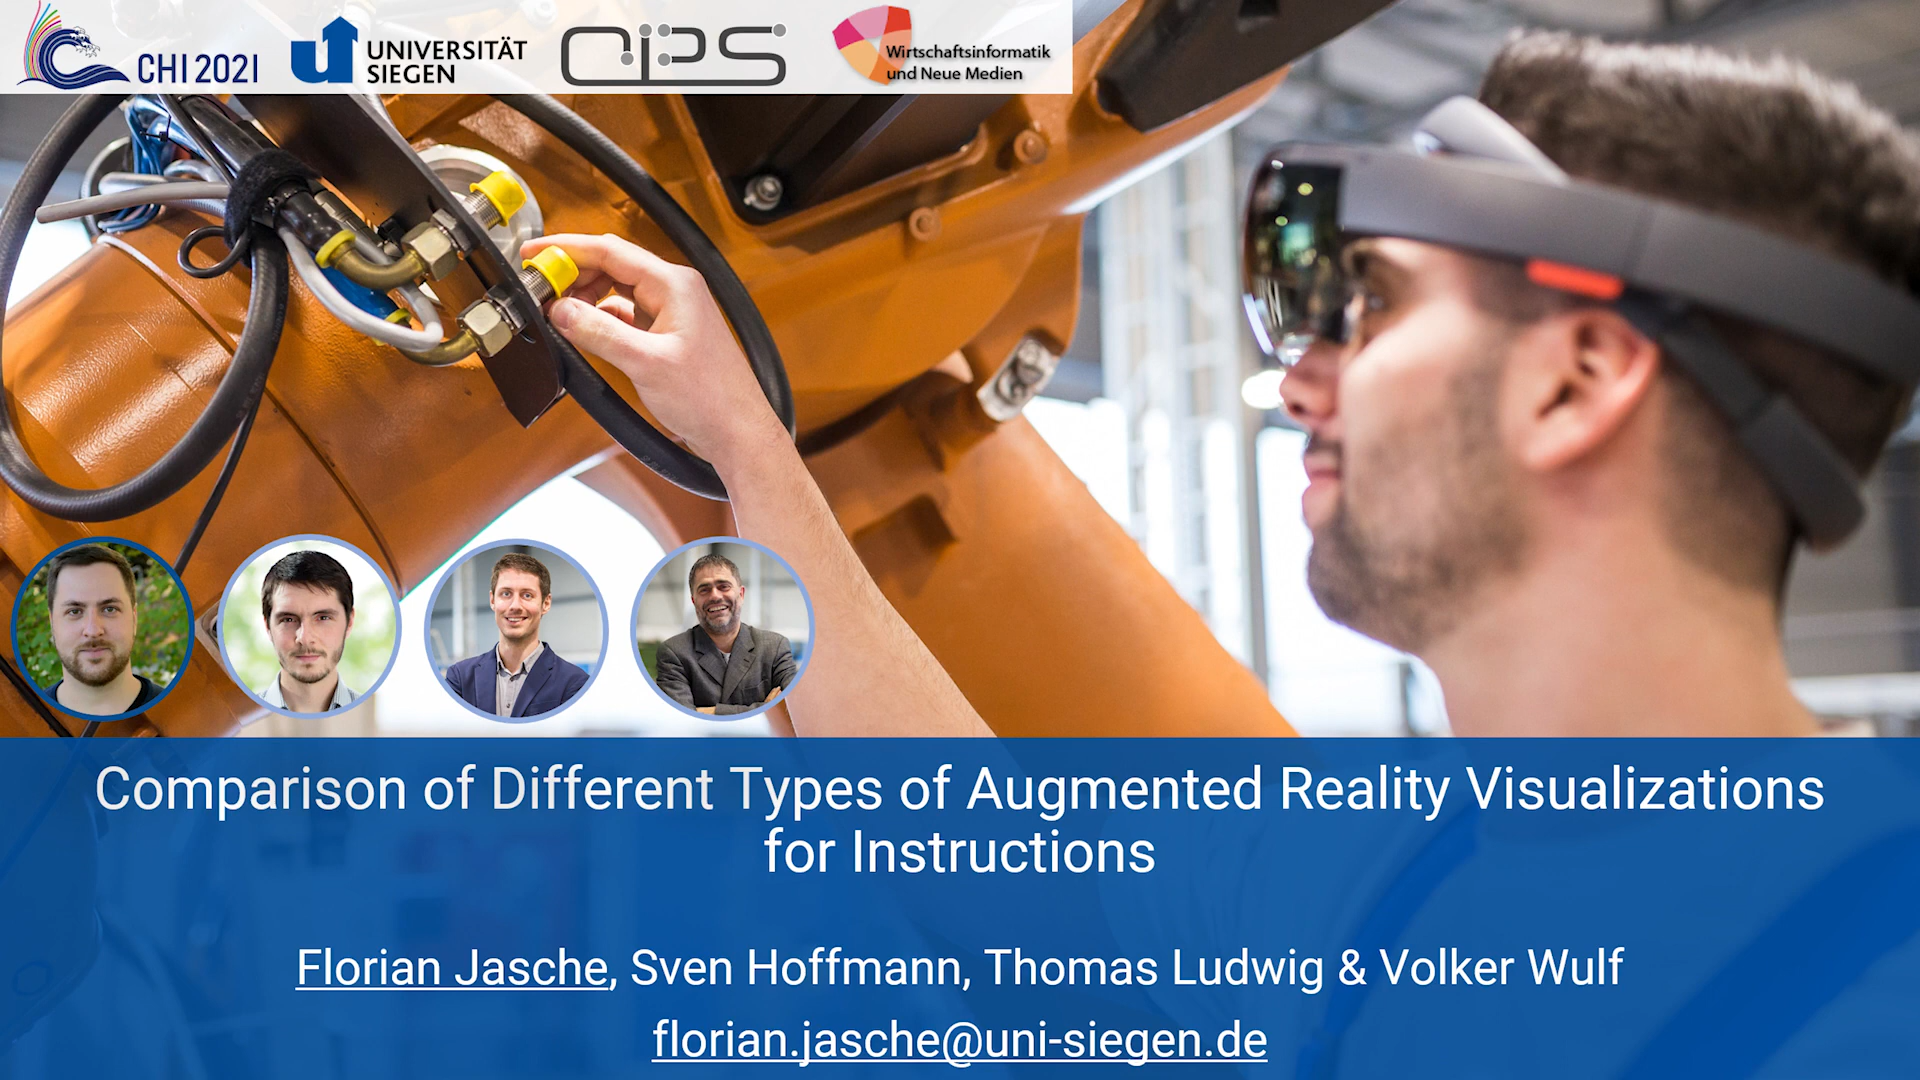 CHI 2021
UNIVERSITÄT
SIEGEN
CPS
Wirtschaftsinformatik
und Neue Medien
Comparison of Different Types of Augmented Reality Visualizations
for Instructions
Florian Jasche, Sven Hoffmann, Thomas Ludwig & Volker Wulf
florian.jasche@uni-siegen.de